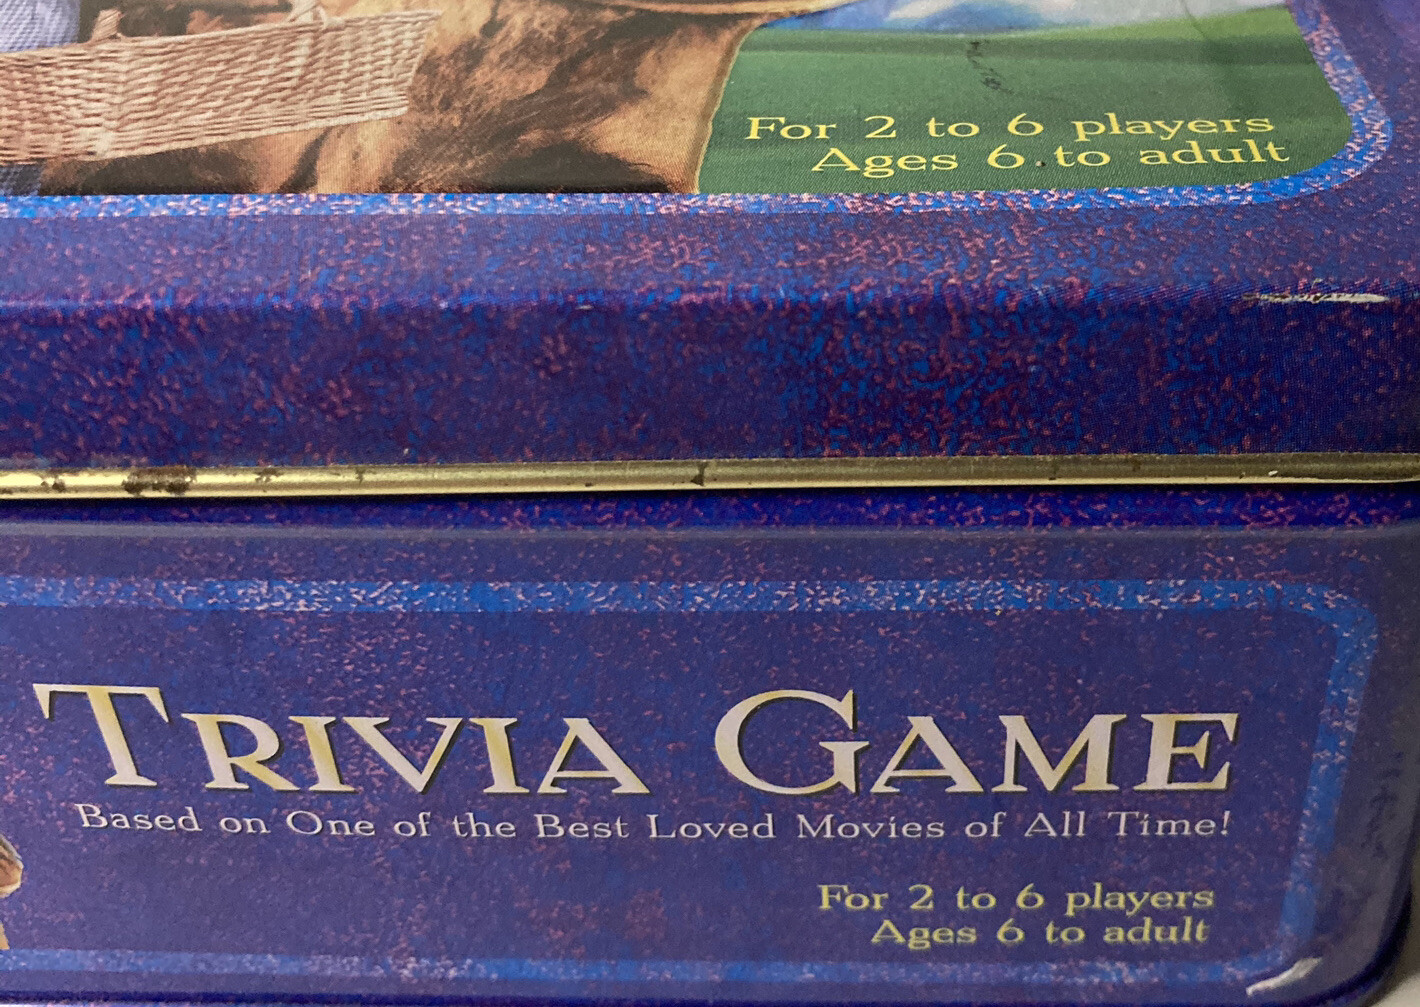 For 2 to 6 players
Ages 6 to adult
TRIVIA GAME
Based on One of the Best Loved Movies of All Time!
For 2 to 6 players
Ages 6 to adult